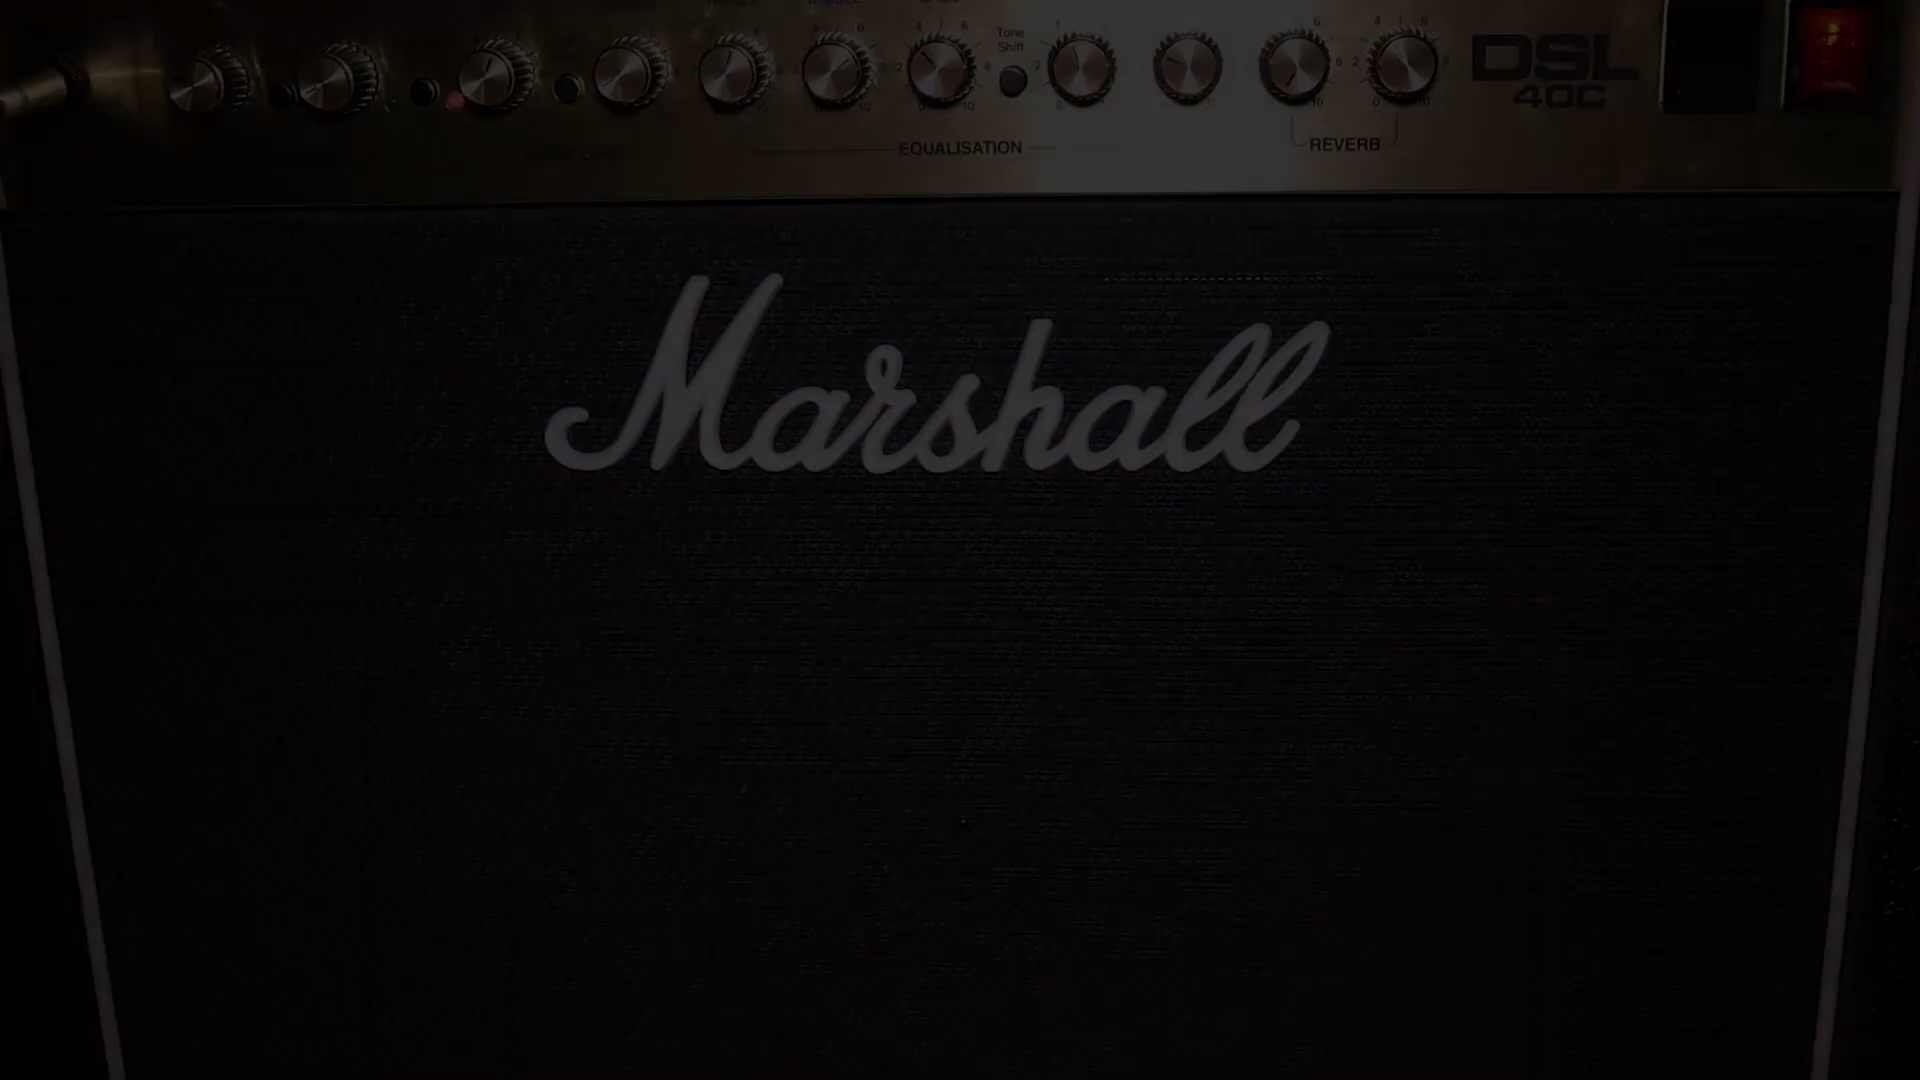 Tone
Shift
DSL
40C
EQUALISATION
REVERB
Marshall